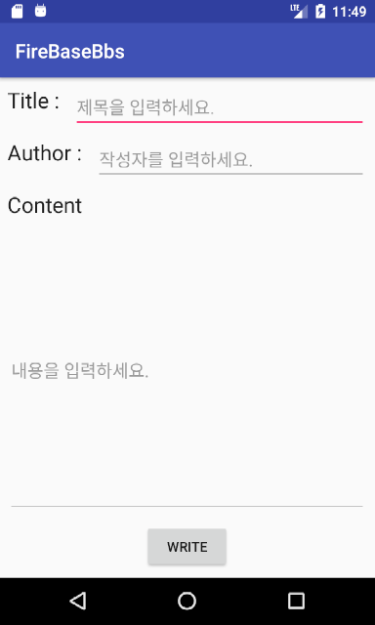 LTE 11:49
FireBaseBbs
Title : 제목을 입력하세요.
Author : 작성자를 입력하세요.
Content
내용을 입력하세요.
WRITE